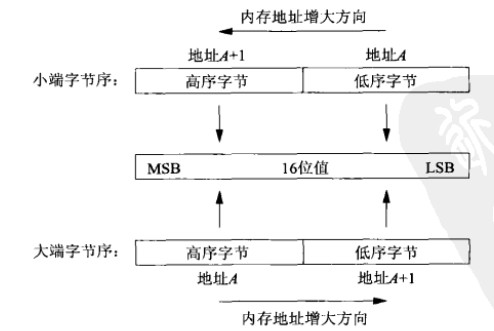 内存地址增大方向
地址A+1 地址A
小端字节序： 高序字节 低序字节
MSB 16位值 LSB
大端字节序： 高序字节 低序字节
地址A 地址A+1
内存地址增大方向